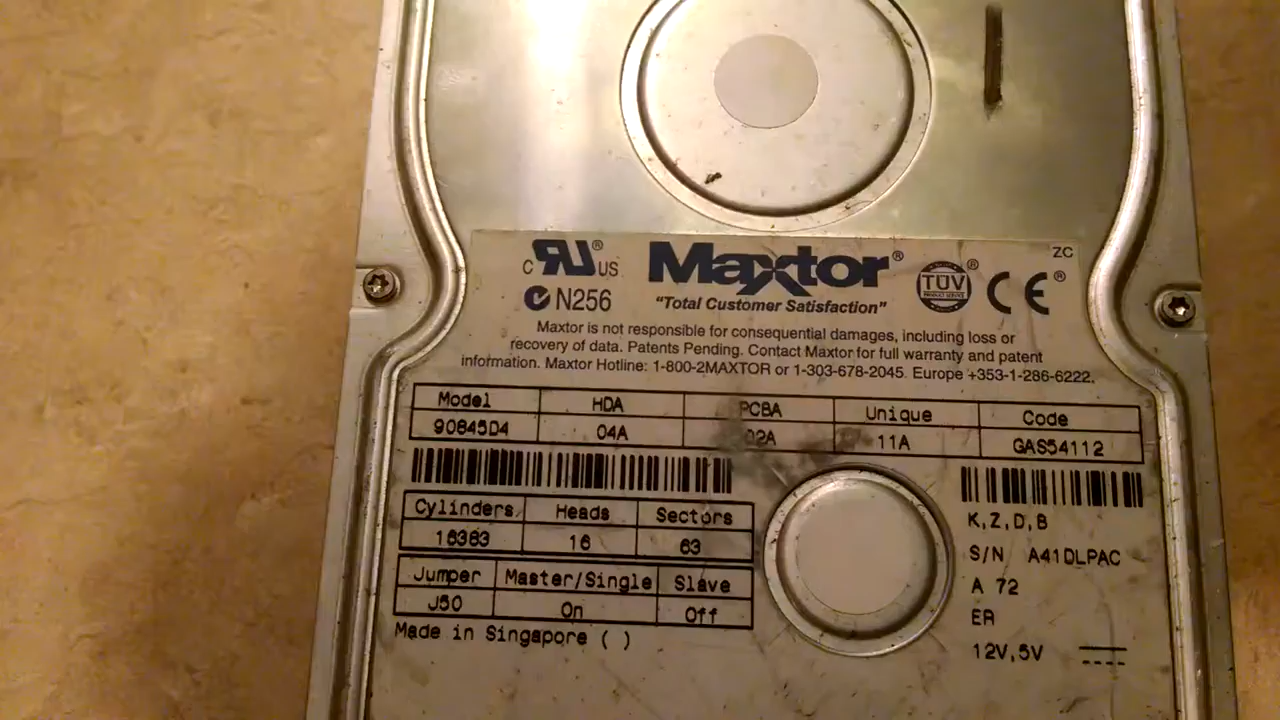 ZC
c RU ® US Maxtor® TÜV ® CE ®
PRODUCT SERVICE
N256 "Total Customer Satisfaction"
Maxtor is not responsible for consequential damages, including loss or
recovery of data. Patents Pending. Contact Maxtor for full warranty and patent
information. Maxtor Hotline: 1-800-2MAXTOR or 1-303-678-2045. Europe +353-1-286-6222.
Model HDA PCBA Unique Code
90845D4 04A 02A 11A GAS54112
Cylinders Heads Sectors
16383 16 63
Jumper Master/Single Slave
J50 On Off
Made in Singapore ( )
K,Z,D,B
S/N A41DLPAC
A 72
ER
12V,5V